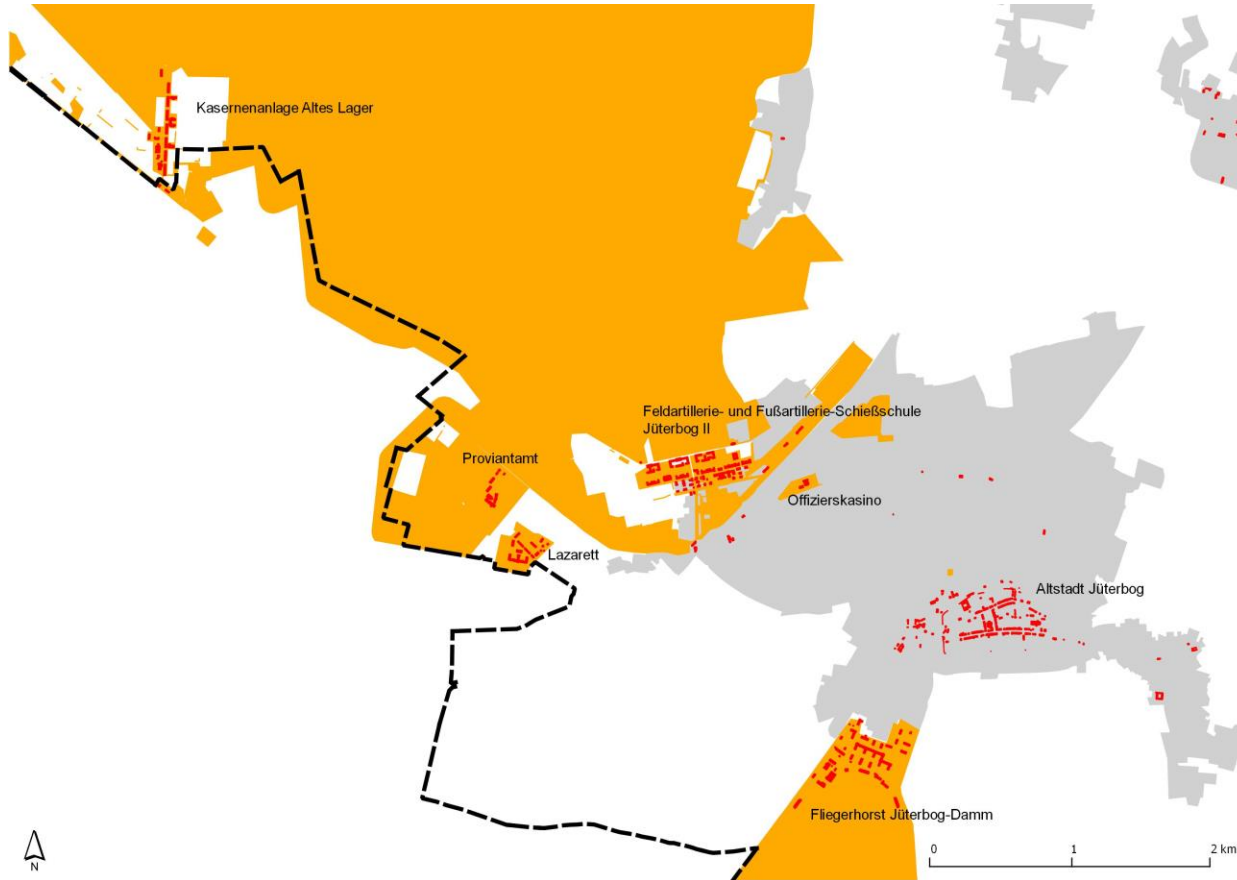 Kasernenanlage Altes Lager
Feldartillerie- und Fußartillerie-Schießschule
Jüterbog II
Proviantamt
Offizierskasino
Lazarett
Altstadt Jüterbog
Fliegerhorst Jüterbog-Damm
N
0 1 2 km